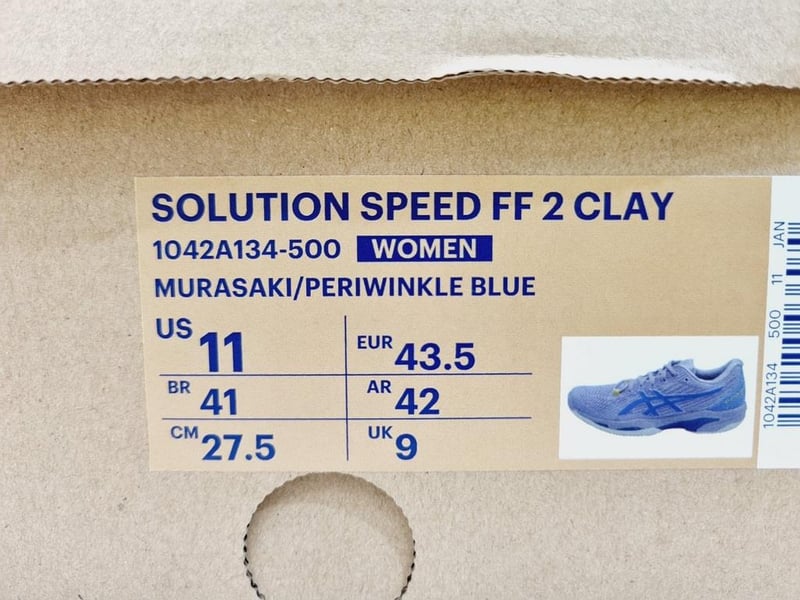 SOLUTION SPEED FF 2 CLAY
1042A134-500 WOMEN
MURASAKI/PERIWINKLE BLUE
US 11
EUR 43.5
BR 41
AR 42
CM 27.5
UK 9
1042A134 500 11 JAN